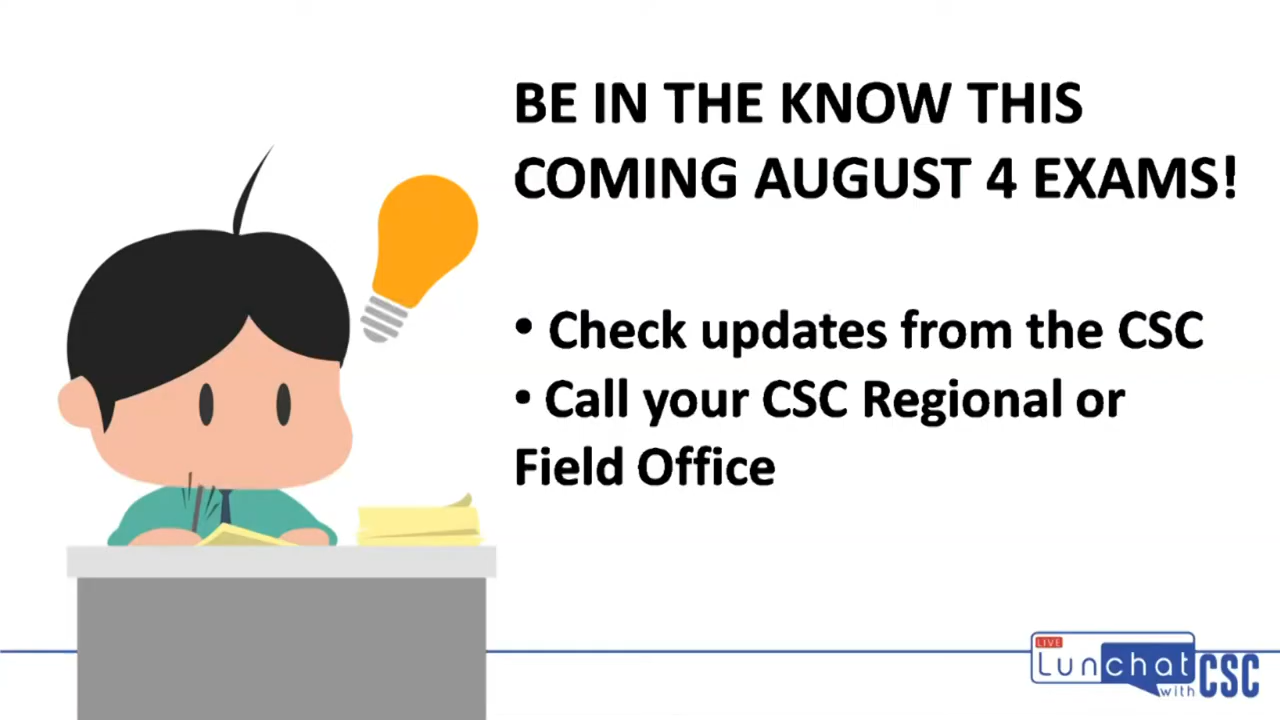 BE IN THE KNOW THIS
COMING AUGUST 4 EXAMS!
• Check updates from the CSC
• Call your CSC Regional or
Field Office
LIVE
Lunchat
with CSC